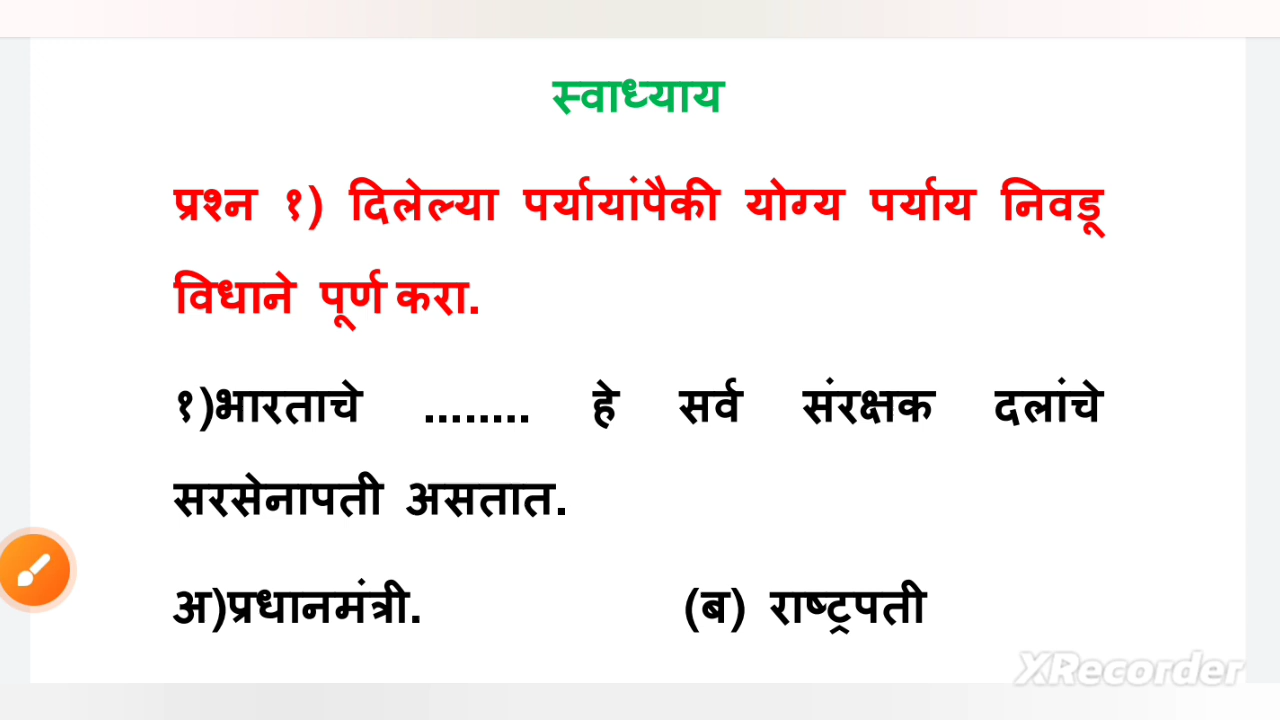 स्वाध्याय
प्रश्न १) दिलेल्या पर्यायांपैकी योग्य पर्याय निवडू
विधाने पूर्ण करा.
१)भारताचे ........ हे सर्व संरक्षक दलांचे
सरसेनापती असतात.
अ)प्रधानमंत्री. (ब) राष्ट्रपती
XRecorder